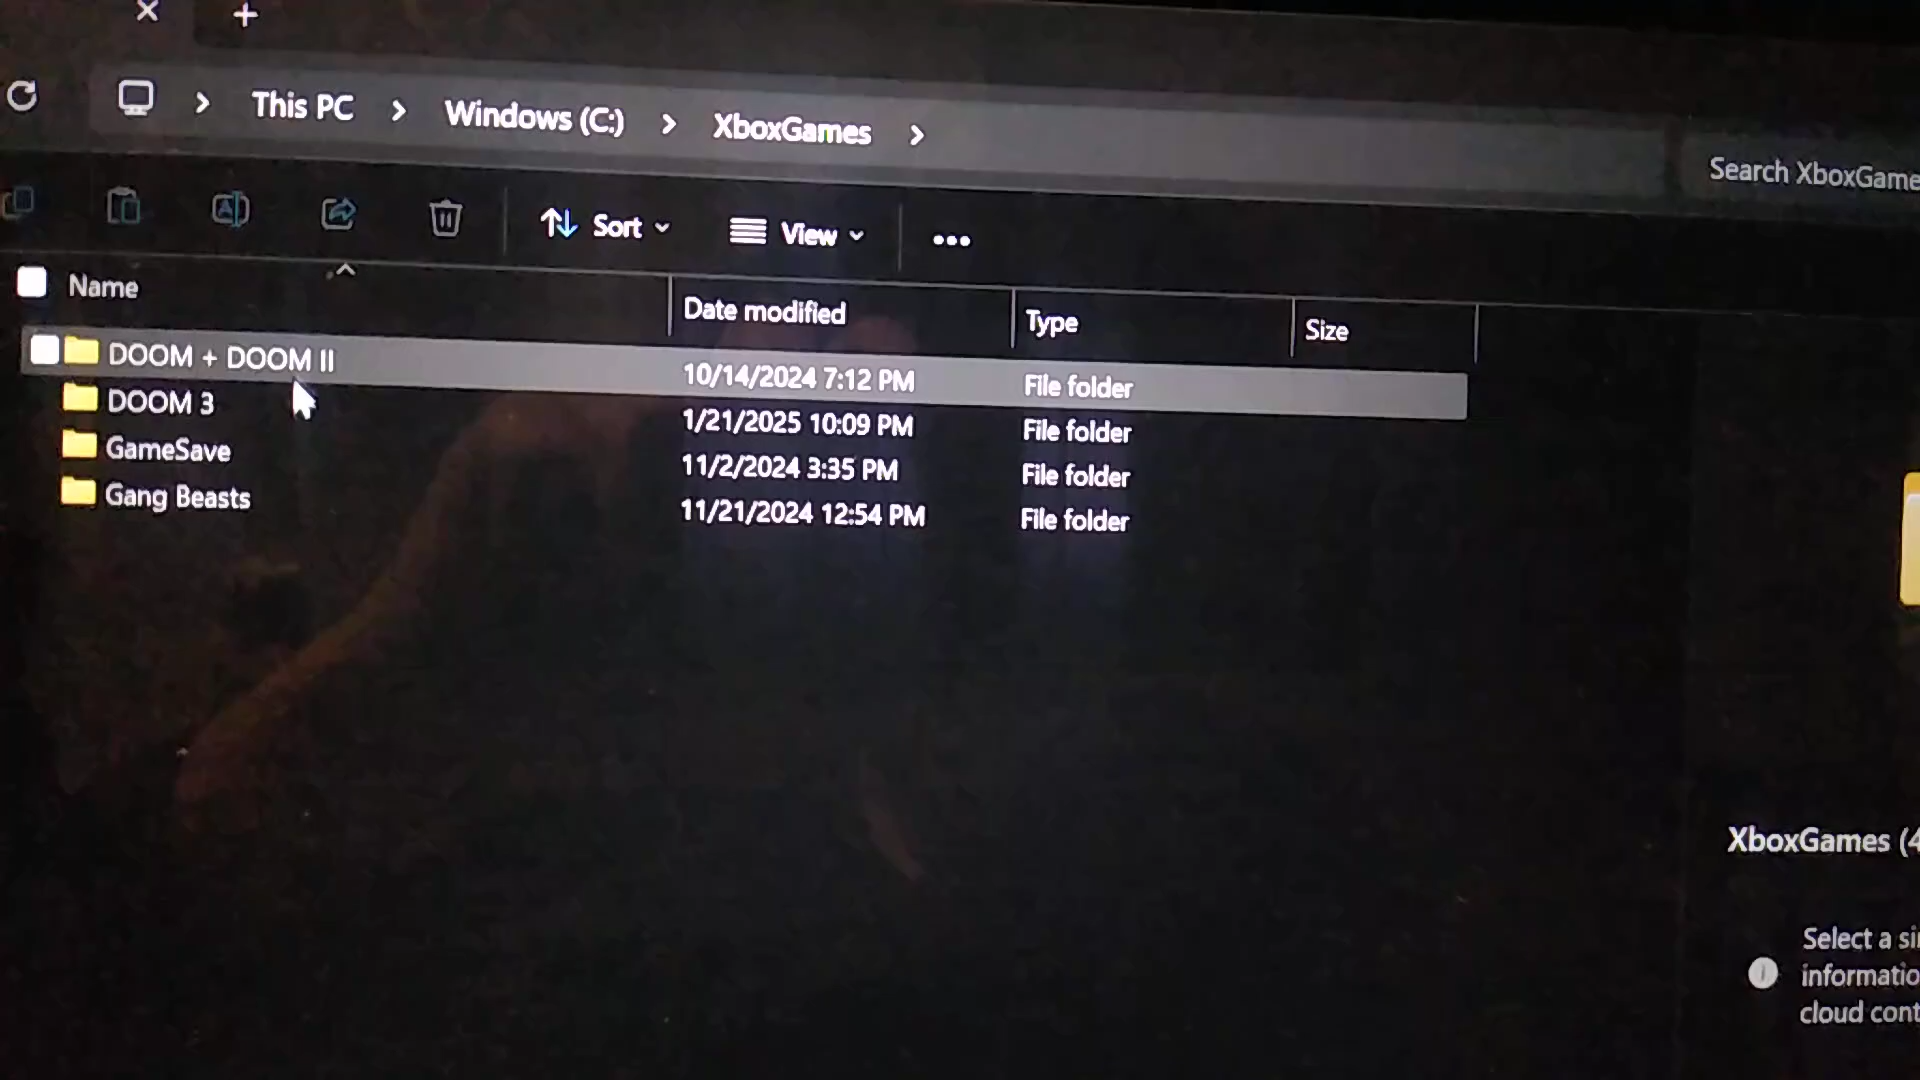 This PC > Windows (C:) > XboxGames >
Search XboxGame
Sort
View
Name
Date modified
Type
Size
DOOM + DOOM II 10/14/2024 7:12 PM File folder
DOOM 3 1/21/2025 10:09 PM File folder
GameSave 11/2/2024 3:35 PM File folder
Gang Beasts 11/21/2024 12:54 PM File folder
XboxGames (4
Select a si
informatio
cloud cont